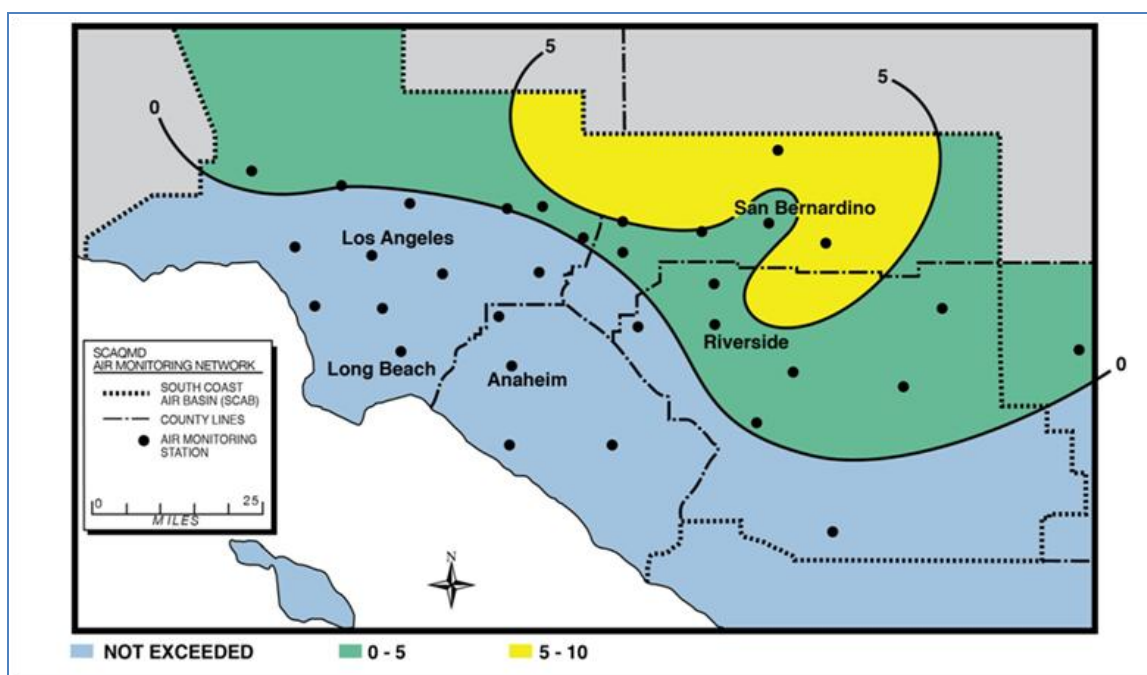 5
5
0
San Bernardino
Los Angeles
Riverside
Long Beach
Anaheim
0
SCAQMD
AIR MONITORING NETWORK
SOUTH COAST
AIR BASIN (SCAB)
COUNTY LINES
AIR MONITORING
STATION
0 25
MILES
N
NOT EXCEEDED 0 - 5 5 - 10